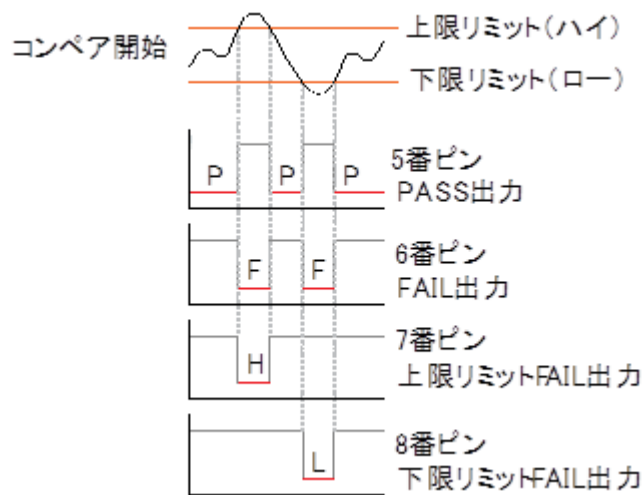 上限リミット（ハイ）
コンペア開始
下限リミット（ロー）
P P P
5番ピン
PASS出力
F F
6番ピン
FAIL出力
H
7番ピン
上限リミットFAIL出力
L
8番ピン
下限リミットFAIL出力